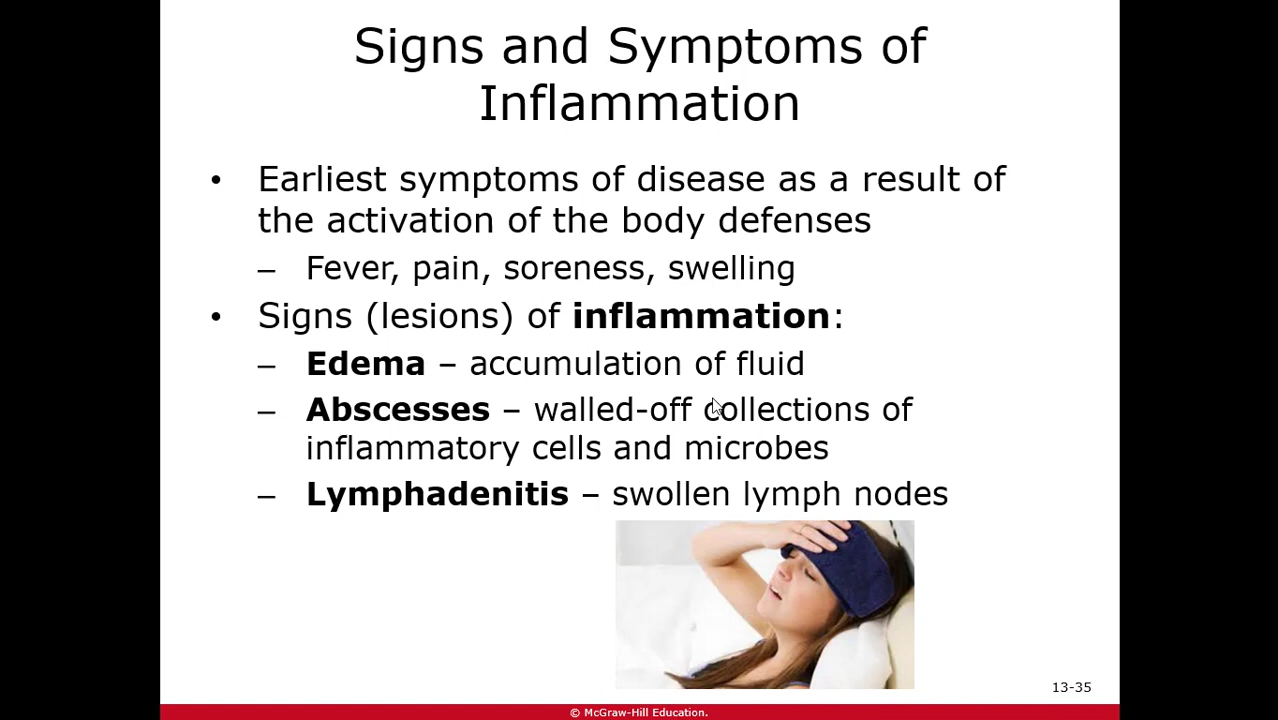 Signs and Symptoms of
Inflammation
• Earliest symptoms of disease as a result of
the activation of the body defenses
– Fever, pain, soreness, swelling
• Signs (lesions) of inflammation:
– Edema – accumulation of fluid
– Abscesses – walled-off collections of
inflammatory cells and microbes
– Lymphadenitis – swollen lymph nodes
13-35
© McGraw-Hill Education.